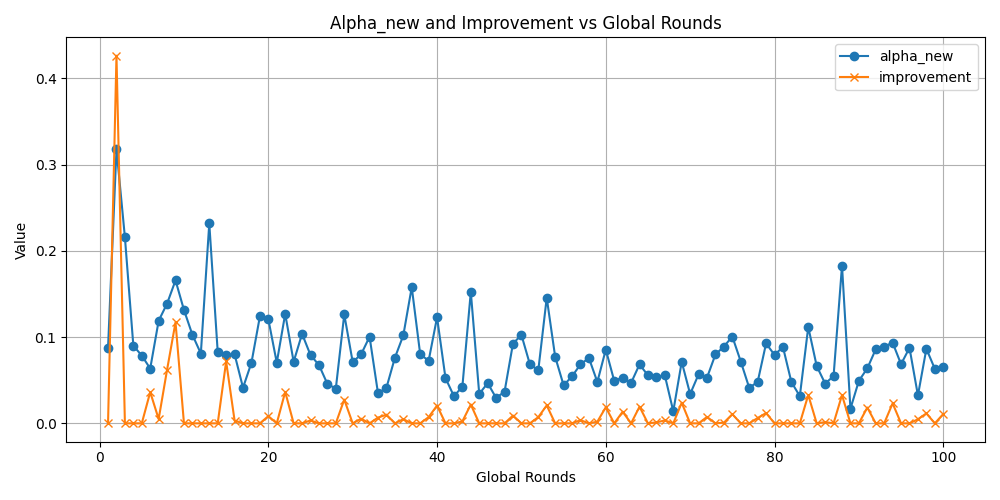 Alpha_new and Improvement vs Global Rounds
alpha_new
improvement
Value
0.4
0.3
0.2
0.1
0.0
0
20
40
60
80
100
Global Rounds